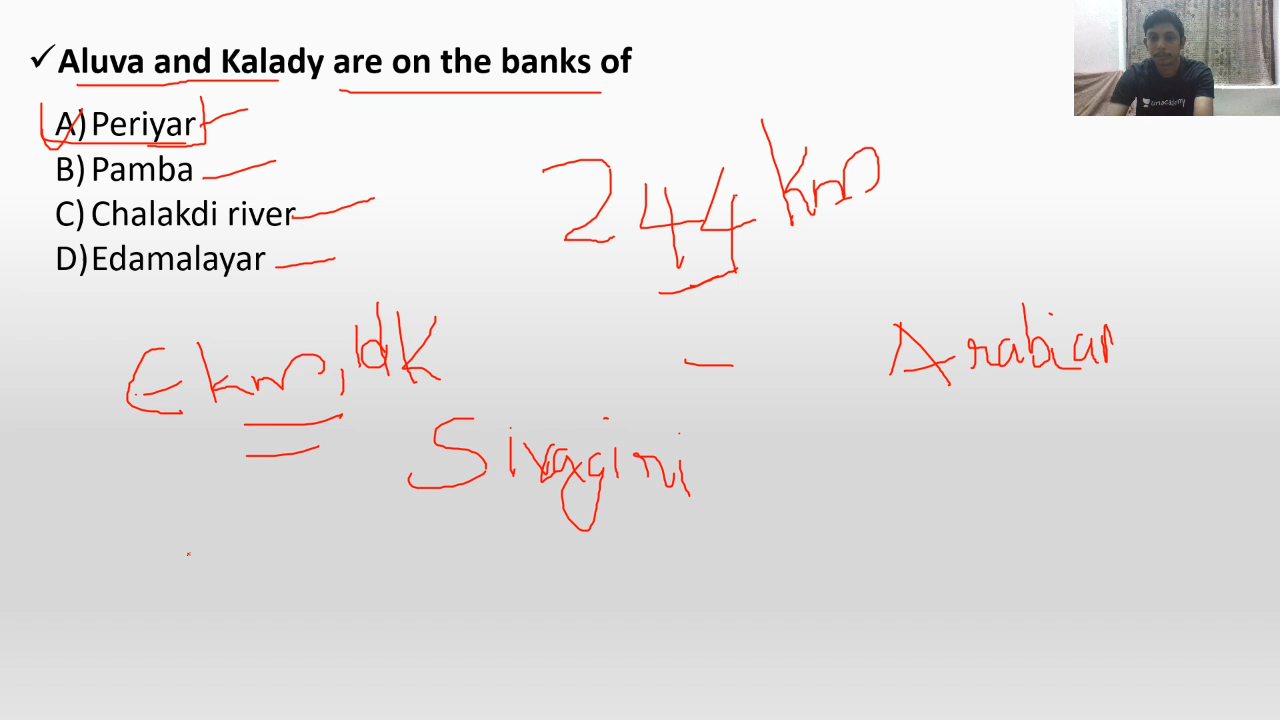 ✓Aluva and Kalady are on the banks of
A) Periyar
B) Pamba
C) Chalakdi river
D) Edamalayar
244 km
Ekm, Idk - Arabian
Sivagiri
unacademy